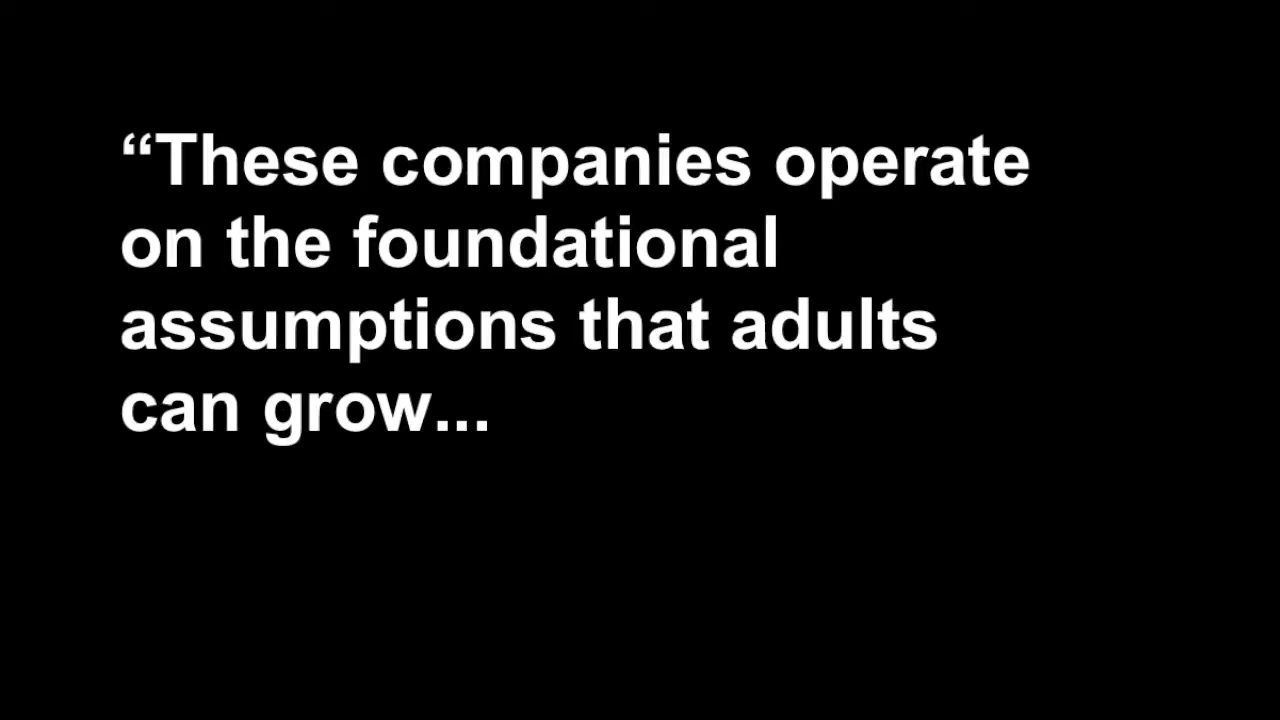 “These companies operate
on the foundational
assumptions that adults
can grow...